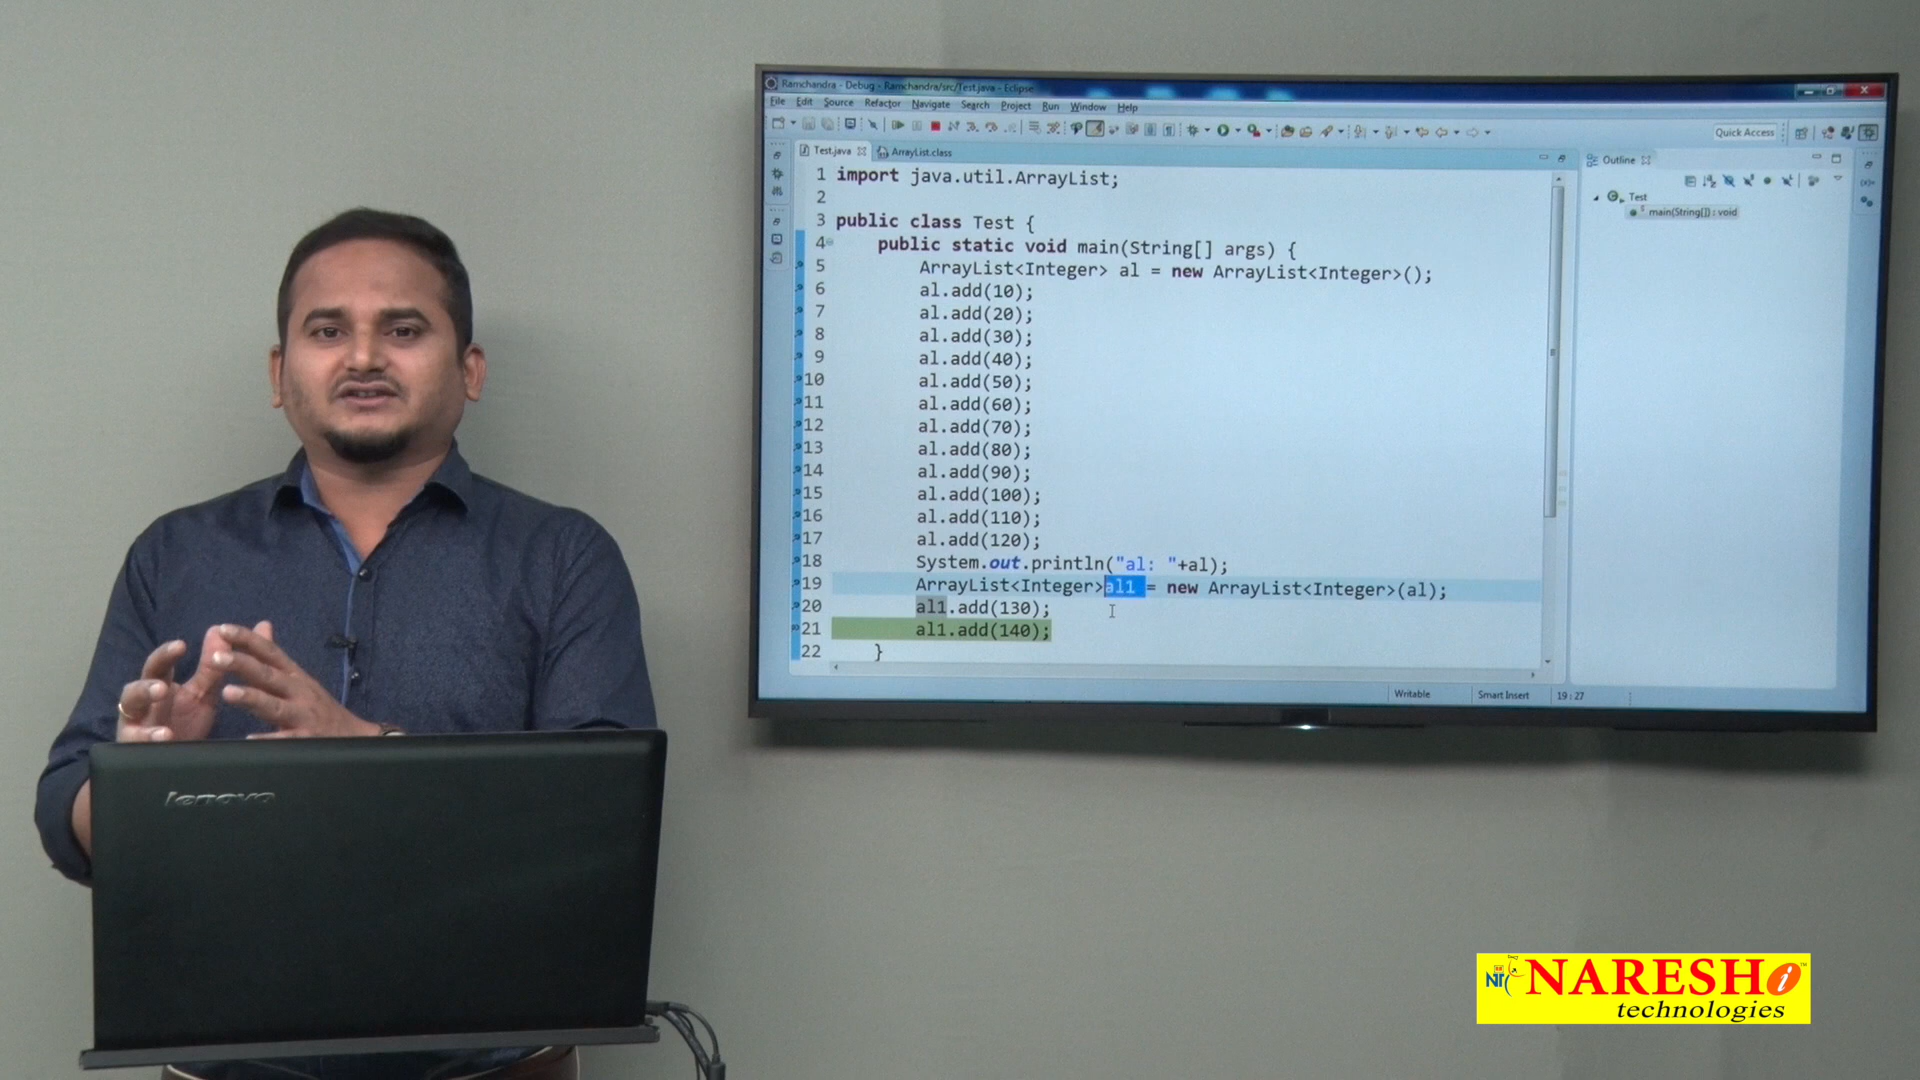 Ramchandra - Debug - Ramchandra/src/Test.java - Eclipse
File Edit Source Refactor Navigate Search Project Run Window Help
Quick Access
Test.java ArrayList.class
Outline
1 import java.util.ArrayList;
2
3 public class Test {
4 public static void main(String[] args) {
5 ArrayList<Integer> al = new ArrayList<Integer>();
6 al.add(10);
7 al.add(20);
8 al.add(30);
9 al.add(40);
10 al.add(50);
11 al.add(60);
12 al.add(70);
13 al.add(80);
14 al.add(90);
15 al.add(100);
16 al.add(110);
17 al.add(120);
18 System.out.println("al: "+al);
19 ArrayList<Integer>al1 = new ArrayList<Integer>(al);
20 al1.add(130);
21 al1.add(140);
22 }
Test
main(String[]) : void
Writable Smart Insert 19 : 27
lenovo
NT NARESH i ™
technologies